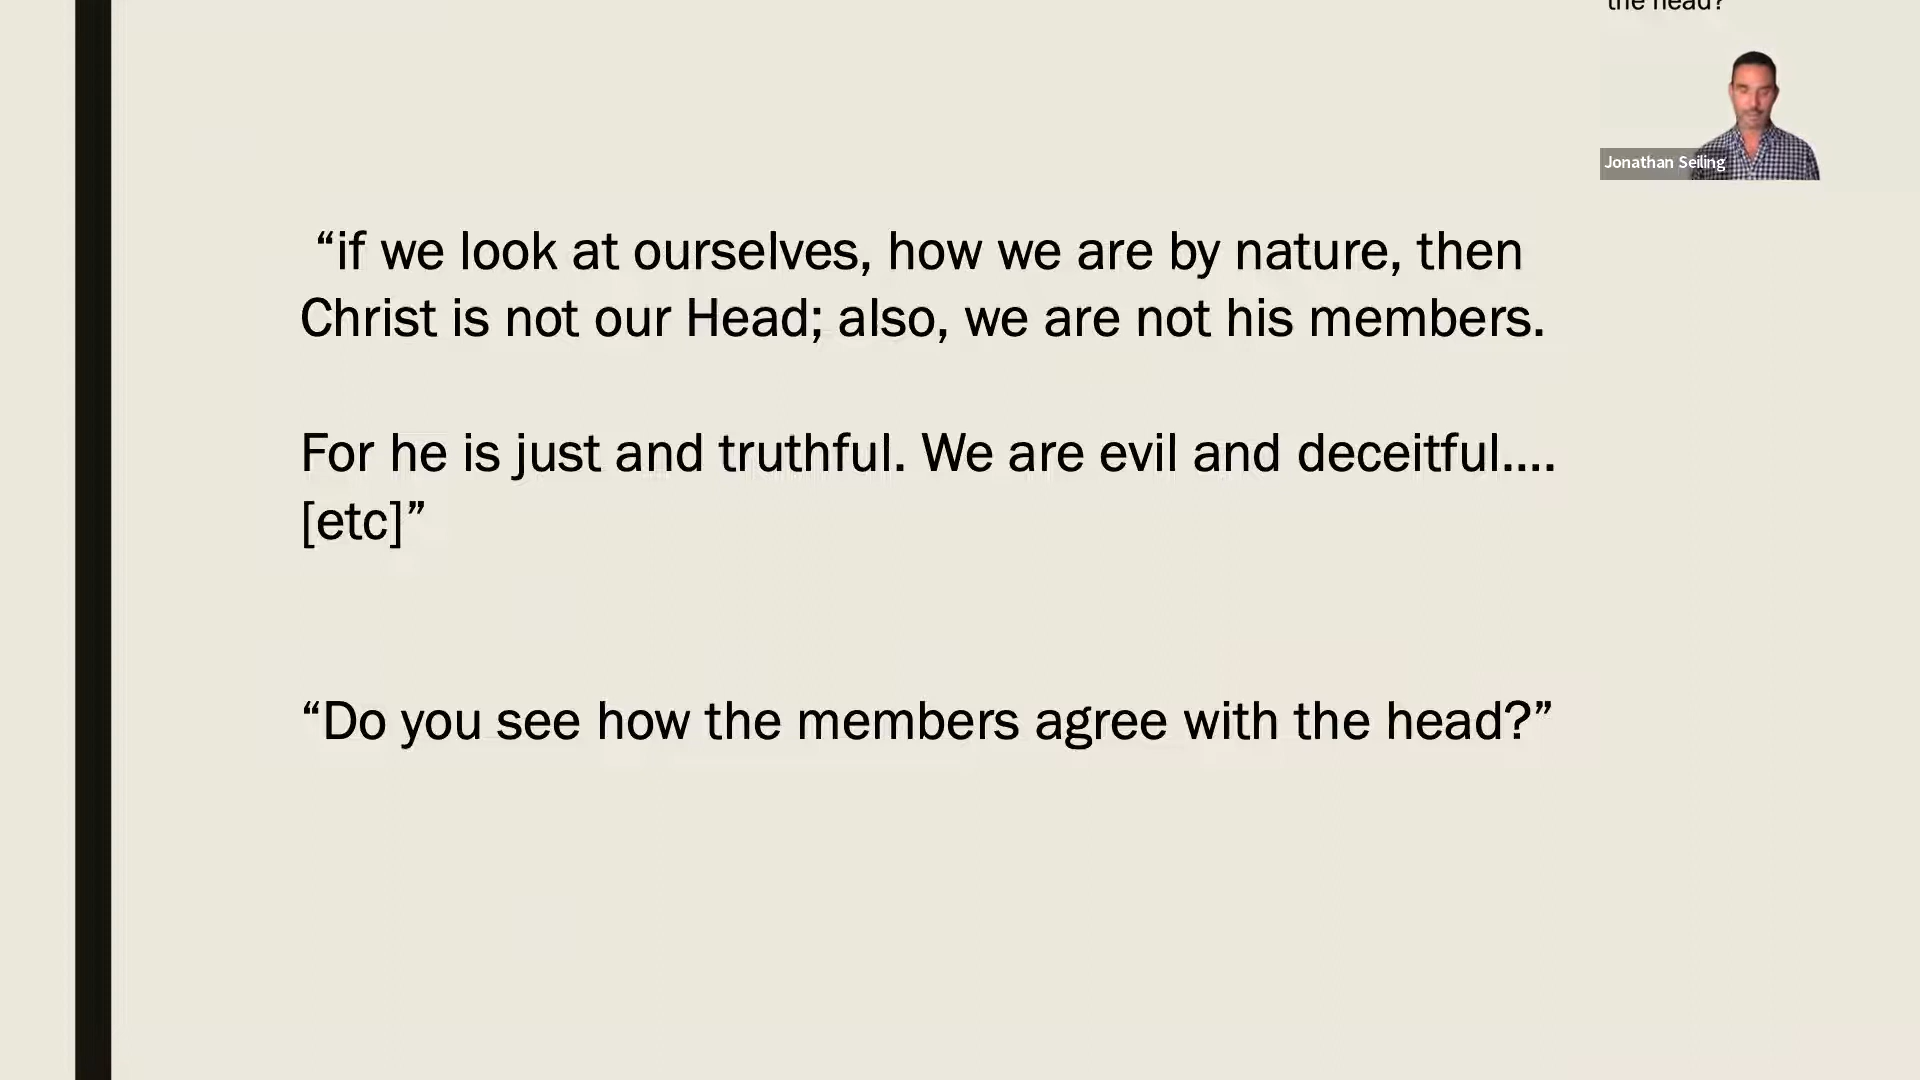 the head?
Jonathan Seiling
“if we look at ourselves, how we are by nature, then
Christ is not our Head; also, we are not his members.
For he is just and truthful. We are evil and deceitful....
[etc]”
“Do you see how the members agree with the head?”